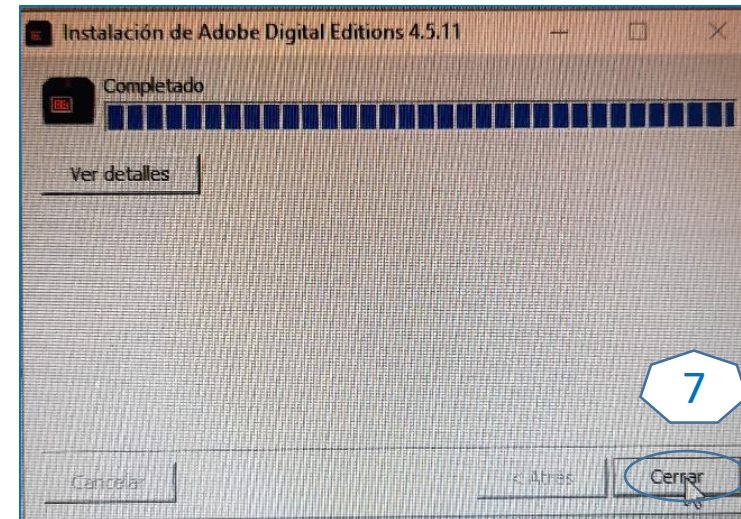 Instalación de Adobe Digital Editions 4.5.11
Completado
Ver detalles
7
Cancelar
< Atrás
Cerrar